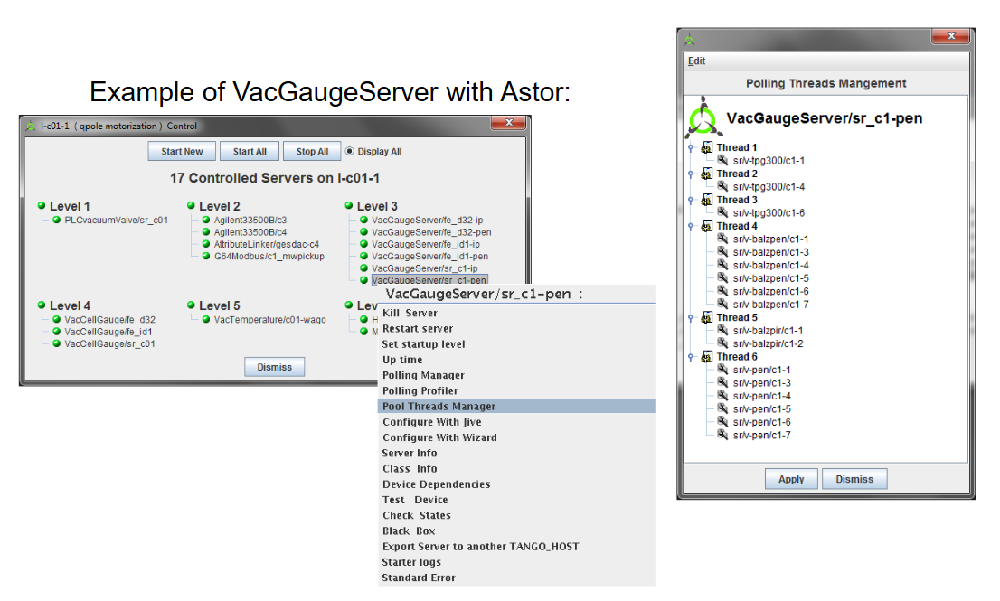 Example of VacGaugeServer with Astor:
l-c01-1 ( qpole motorization ) Control
Start New Start All Stop All Display All
17 Controlled Servers on l-c01-1
Level 1
PLCvacuumValve/sr_c01
Level 2
Agilent33500B/c3
Agilent33500B/c4
AttributeLinker/gesdac-c4
G64Modbus/c1_mwpickup
Level 3
VacGaugeServer/fe_d32-ip
VacGaugeServer/fe_d32-pen
VacGaugeServer/fe_id1-ip
VacGaugeServer/fe_id1-pen
VacGaugeServer/sr_c1-ip
VacGaugeServer/sr_c1-pen
Level 4
VacCellGauge/fe_d32
VacCellGauge/fe_id1
VacCellGauge/sr_c01
Level 5
VacTemperature/c01-wago
Lev
H
M
Dismiss
VacGaugeServer/sr_c1-pen :
Kill Server
Restart server
Set startup level
Up time
Polling Manager
Polling Profiler
Pool Threads Manager
Configure With Jive
Configure With Wizard
Server Info
Class Info
Device Dependencies
Test Device
Check States
Black Box
Export Server to another TANGO_HOST
Starter logs
Standard Error
Edit
Polling Threads Mangement
VacGaugeServer/sr_c1-pen
Thread 1
sr/v-tpg300/c1-1
Thread 2
sr/v-tpg300/c1-4
Thread 3
sr/v-tpg300/c1-6
Thread 4
sr/v-balzpen/c1-1
sr/v-balzpen/c1-3
sr/v-balzpen/c1-4
sr/v-balzpen/c1-5
sr/v-balzpen/c1-6
sr/v-balzpen/c1-7
Thread 5
sr/v-balzpir/c1-1
sr/v-balzpir/c1-2
Thread 6
sr/v-pen/c1-1
sr/v-pen/c1-3
sr/v-pen/c1-4
sr/v-pen/c1-5
sr/v-pen/c1-6
sr/v-pen/c1-7
Apply Dismiss